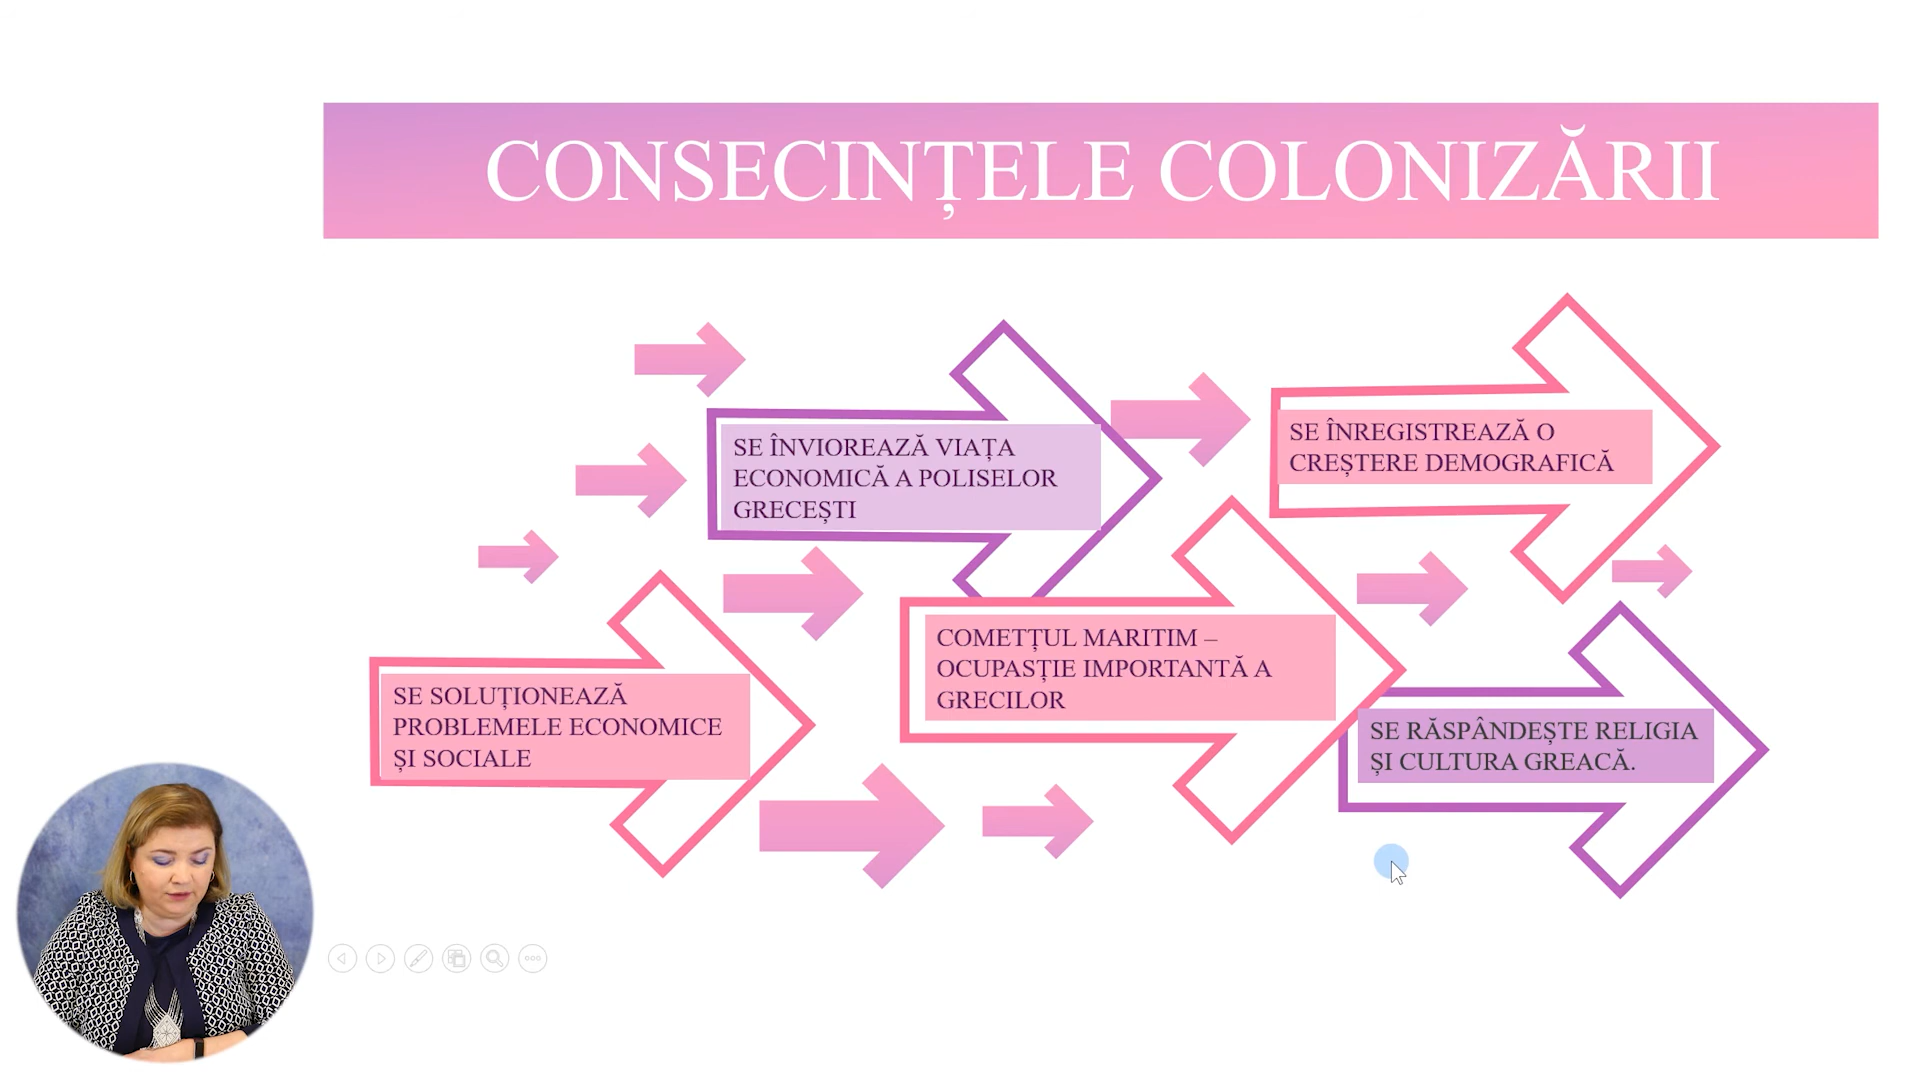 CONSECINȚELE COLONIZĂRII
SE SOLUȚIONEAZĂ
PROBLEMELE ECONOMICE
ȘI SOCIALE
SE ÎNVIOREAZĂ VIAȚA
ECONOMICĂ A POLISELOR
GRECEȘTI
COMETȚUL MARITIM –
OCUPASȚIE IMPORTANTĂ A
GRECILOR
SE ÎNREGISTREAZĂ O
CREȘTERE DEMOGRAFICĂ
SE RĂSPÂNDEȘTE RELIGIA
ȘI CULTURA GREACĂ.